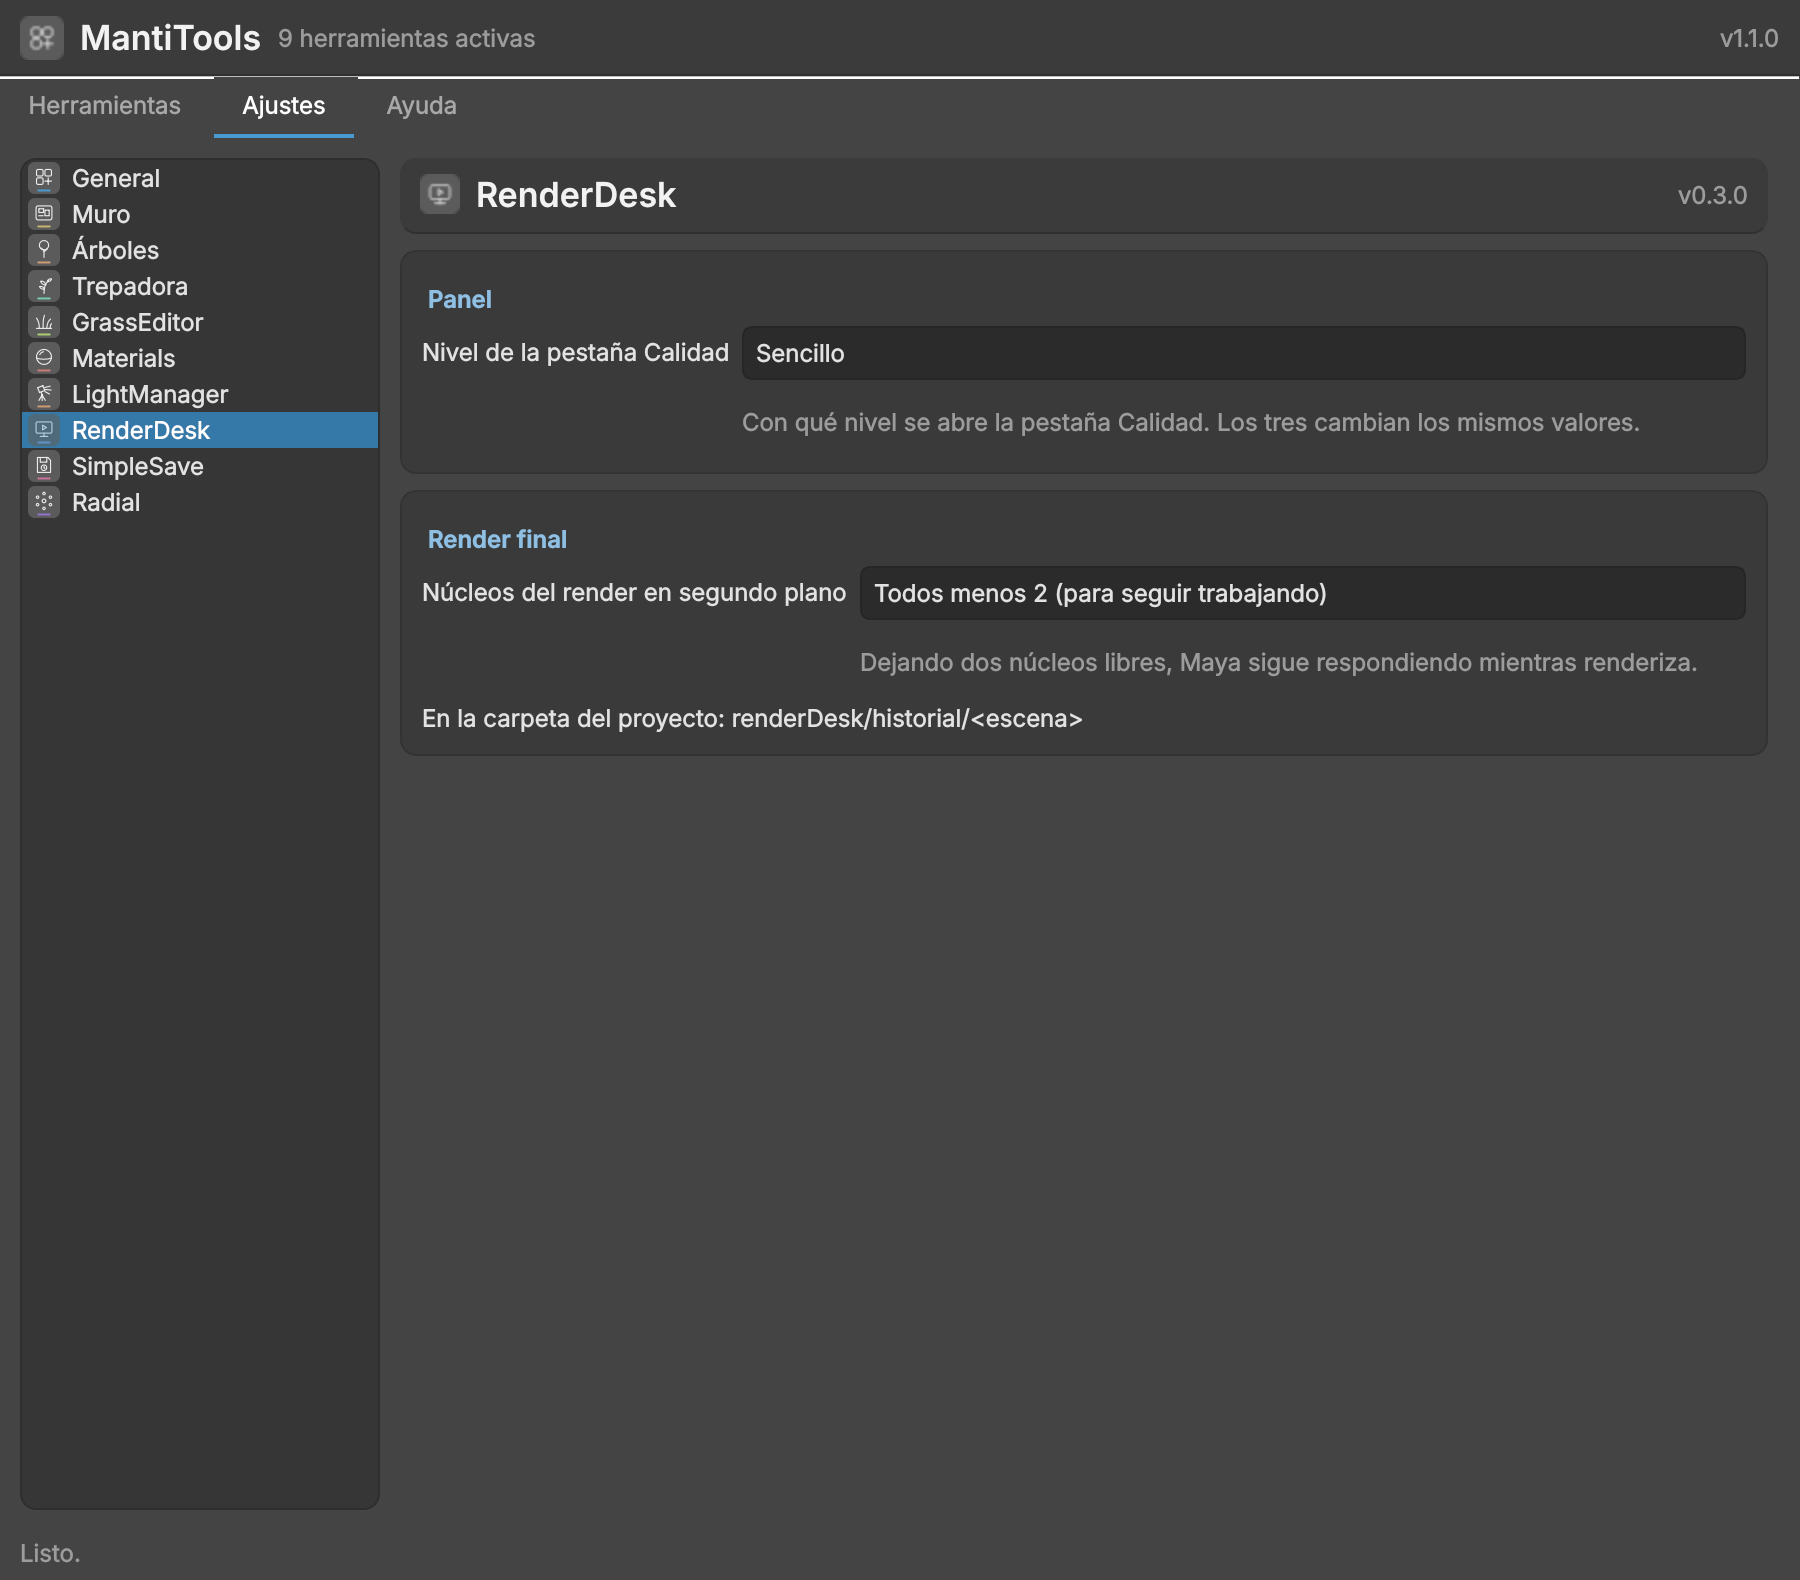 MantiTools 9 herramientas activas v1.1.0
Herramientas Ajustes Ayuda
General
Muro
Árboles
Trepadora
GrassEditor
Materials
LightManager
RenderDesk
SimpleSave
Radial
RenderDesk v0.3.0
Panel
Nivel de la pestaña Calidad Sencillo
Con qué nivel se abre la pestaña Calidad. Los tres cambian los mismos valores.
Render final
Núcleos del render en segundo plano Todos menos 2 (para seguir trabajando)
Dejando dos núcleos libres, Maya sigue respondiendo mientras renderiza.
En la carpeta del proyecto: renderDesk/historial/<escena>
Listo.